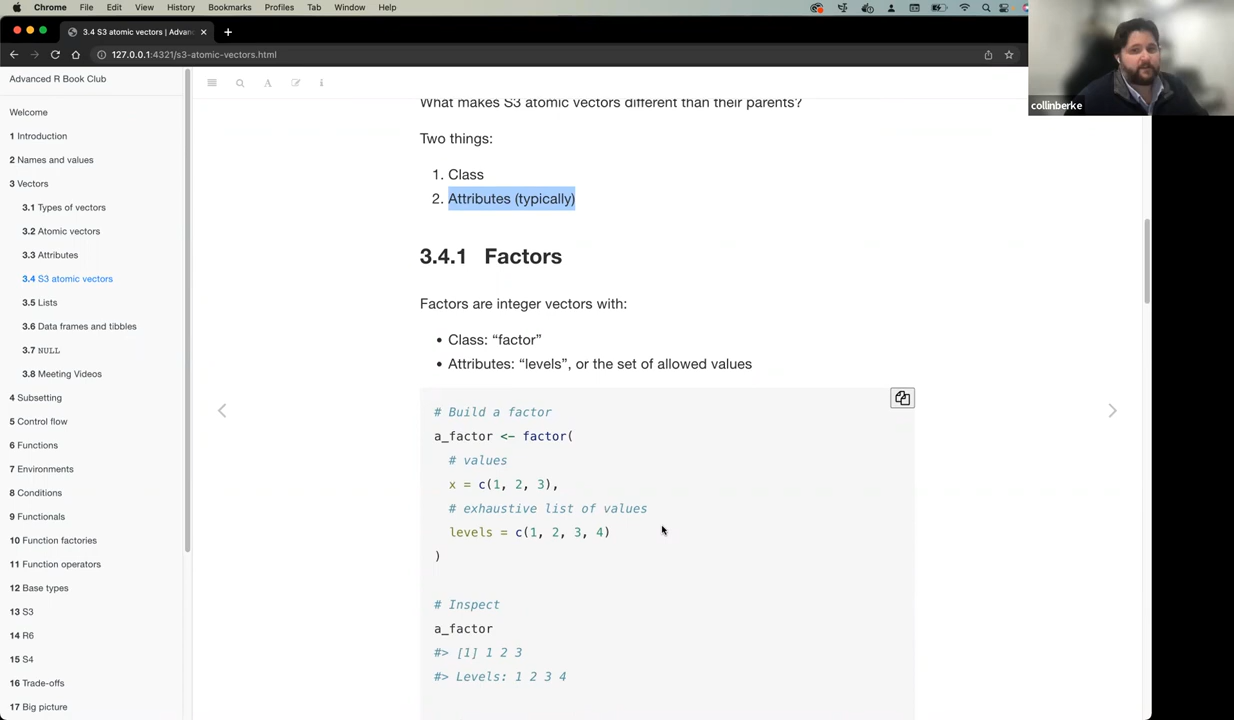 Chrome File Edit View History Bookmarks Profiles Tab Window Help
3.4 S3 atomic vectors | Advan
127.0.0.1:4321/s3-atomic-vectors.html
collinberke
Advanced R Book Club
Welcome
1 Introduction
2 Names and values
3 Vectors
3.1 Types of vectors
3.2 Atomic vectors
3.3 Attributes
3.4 S3 atomic vectors
3.5 Lists
3.6 Data frames and tibbles
3.7 NULL
3.8 Meeting Videos
4 Subsetting
5 Control flow
6 Functions
7 Environments
8 Conditions
9 Functionals
10 Function factories
11 Function operators
12 Base types
13 S3
14 R6
15 S4
16 Trade-offs
17 Big picture
What makes S3 atomic vectors different than their parents?
Two things:
1. Class
2. Attributes (typically)
3.4.1 Factors
Factors are integer vectors with:
• Class: “factor”
• Attributes: “levels”, or the set of allowed values
# Build a factor
a_factor <- factor(
# values
x = c(1, 2, 3),
# exhaustive list of values
levels = c(1, 2, 3, 4)
)
# Inspect
a_factor
#> [1] 1 2 3
#> Levels: 1 2 3 4